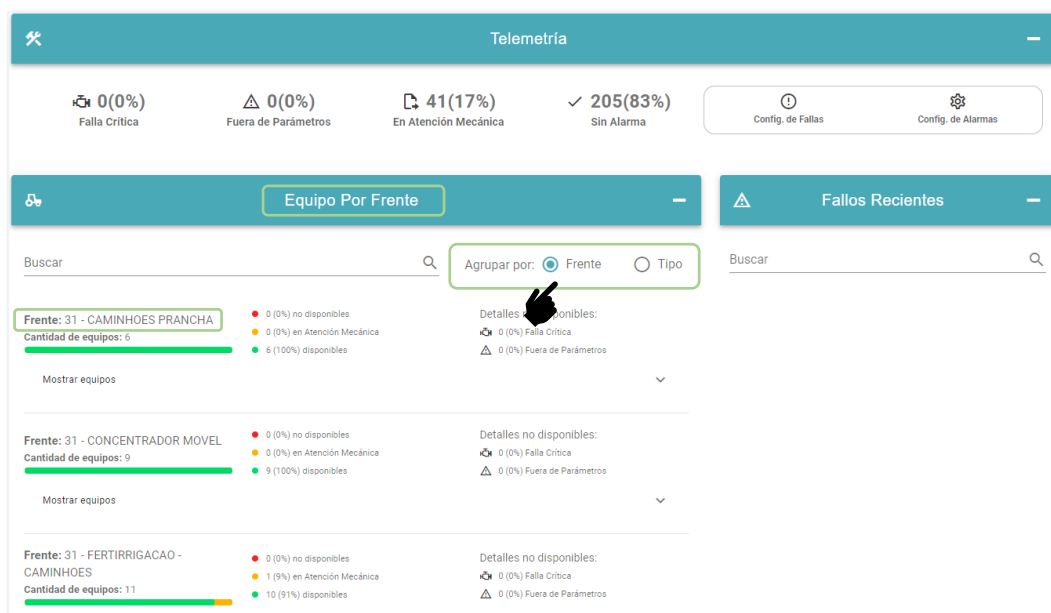 Telemetría
0(0%)
Falla Crítica
0(0%)
Fuera de Parámetros
41(17%)
En Atención Mecánica
205(83%)
Sin Alarma
Config. de Fallas
Config. de Alarmas
Equipo Por Frente
Buscar
Agrupar por: Frente Tipo
Frente: 31 - CAMINHOES PRANCHA
Cantidad de equipos: 6
0 (0%) no disponibles
0 (0%) en Atención Mecánica
6 (100%) disponibles
Detalles no disponibles:
0 (0%) Falla Crítica
0 (0%) Fuera de Parámetros
Mostrar equipos
Frente: 31 - CONCENTRADOR MOVEL
Cantidad de equipos: 9
0 (0%) no disponibles
0 (0%) en Atención Mecánica
9 (100%) disponibles
Detalles no disponibles:
0 (0%) Falla Crítica
0 (0%) Fuera de Parámetros
Mostrar equipos
Frente: 31 - FERTIRRIGACAO -
CAMINHOES
Cantidad de equipos: 11
0 (0%) no disponibles
1 (9%) en Atención Mecánica
10 (91%) disponibles
Detalles no disponibles:
0 (0%) Falla Crítica
0 (0%) Fuera de Parámetros
Fallos Recientes
Buscar